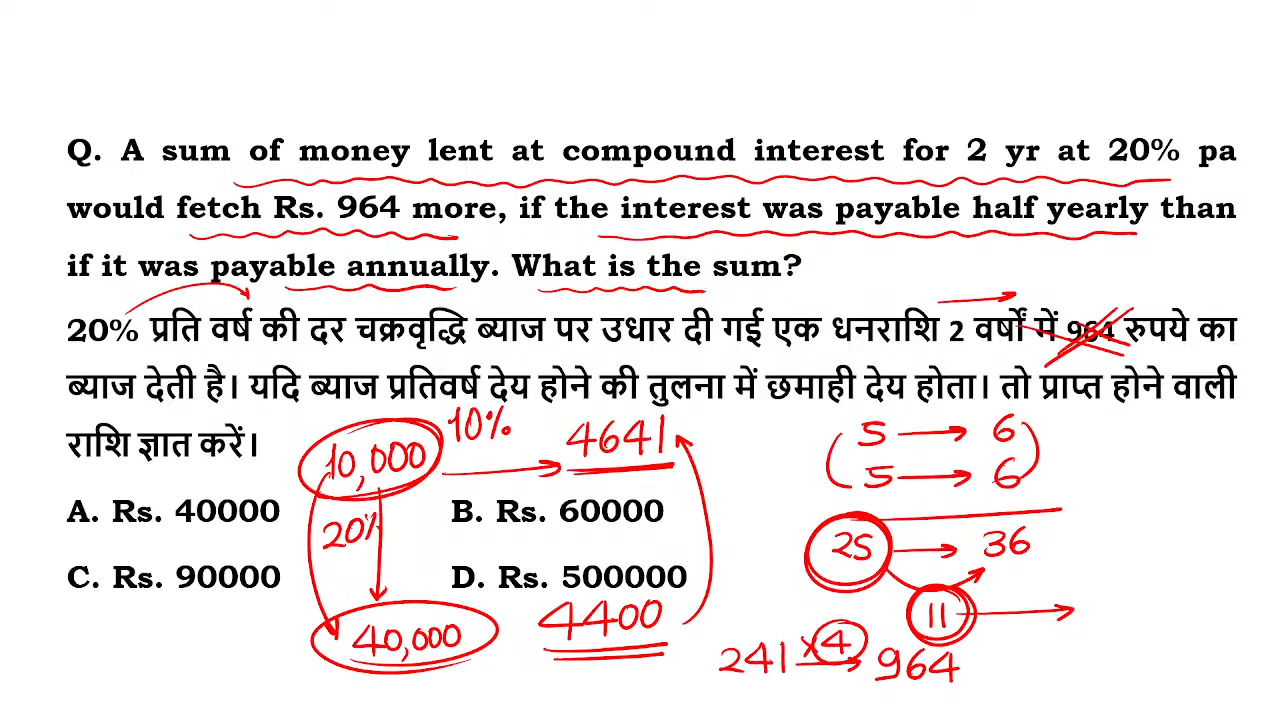 Q. A sum of money lent at compound interest for 2 yr at 20% pa
would fetch Rs. 964 more, if the interest was payable half yearly than
if it was payable annually. What is the sum?
20% प्रति वर्ष की दर चक्रवृद्धि ब्याज पर उधार दी गई एक धनराशि 2 वर्षों में 964 रुपये का
ब्याज देती है। यदि ब्याज प्रतिवर्ष देय होने की तुलना में छमाही देय होता। तो प्राप्त होने वाली
राशि ज्ञात करें।
10,000 10% 4641
5 → 6
5 → 6
A. Rs. 40000 B. Rs. 60000
20%
25 → 36
C. Rs. 90000 D. Rs. 500000
11
40,000 4400
241 ×4 → 964